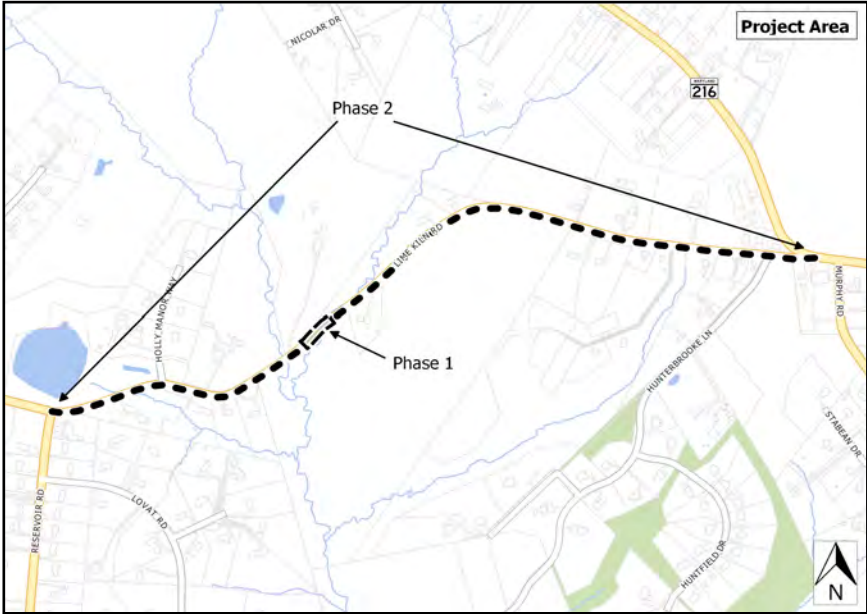 Project Area
NICOLAR DR
MARYLAND
216
Phase 2
LIME KILN RD
MURPHY RD
HOLLY MANOR WAY
Phase 1
HUNTERBROOKE LN
STABEAN DR
LOVAT RD
RESERVOIR RD
HUNTFIELD DR
N